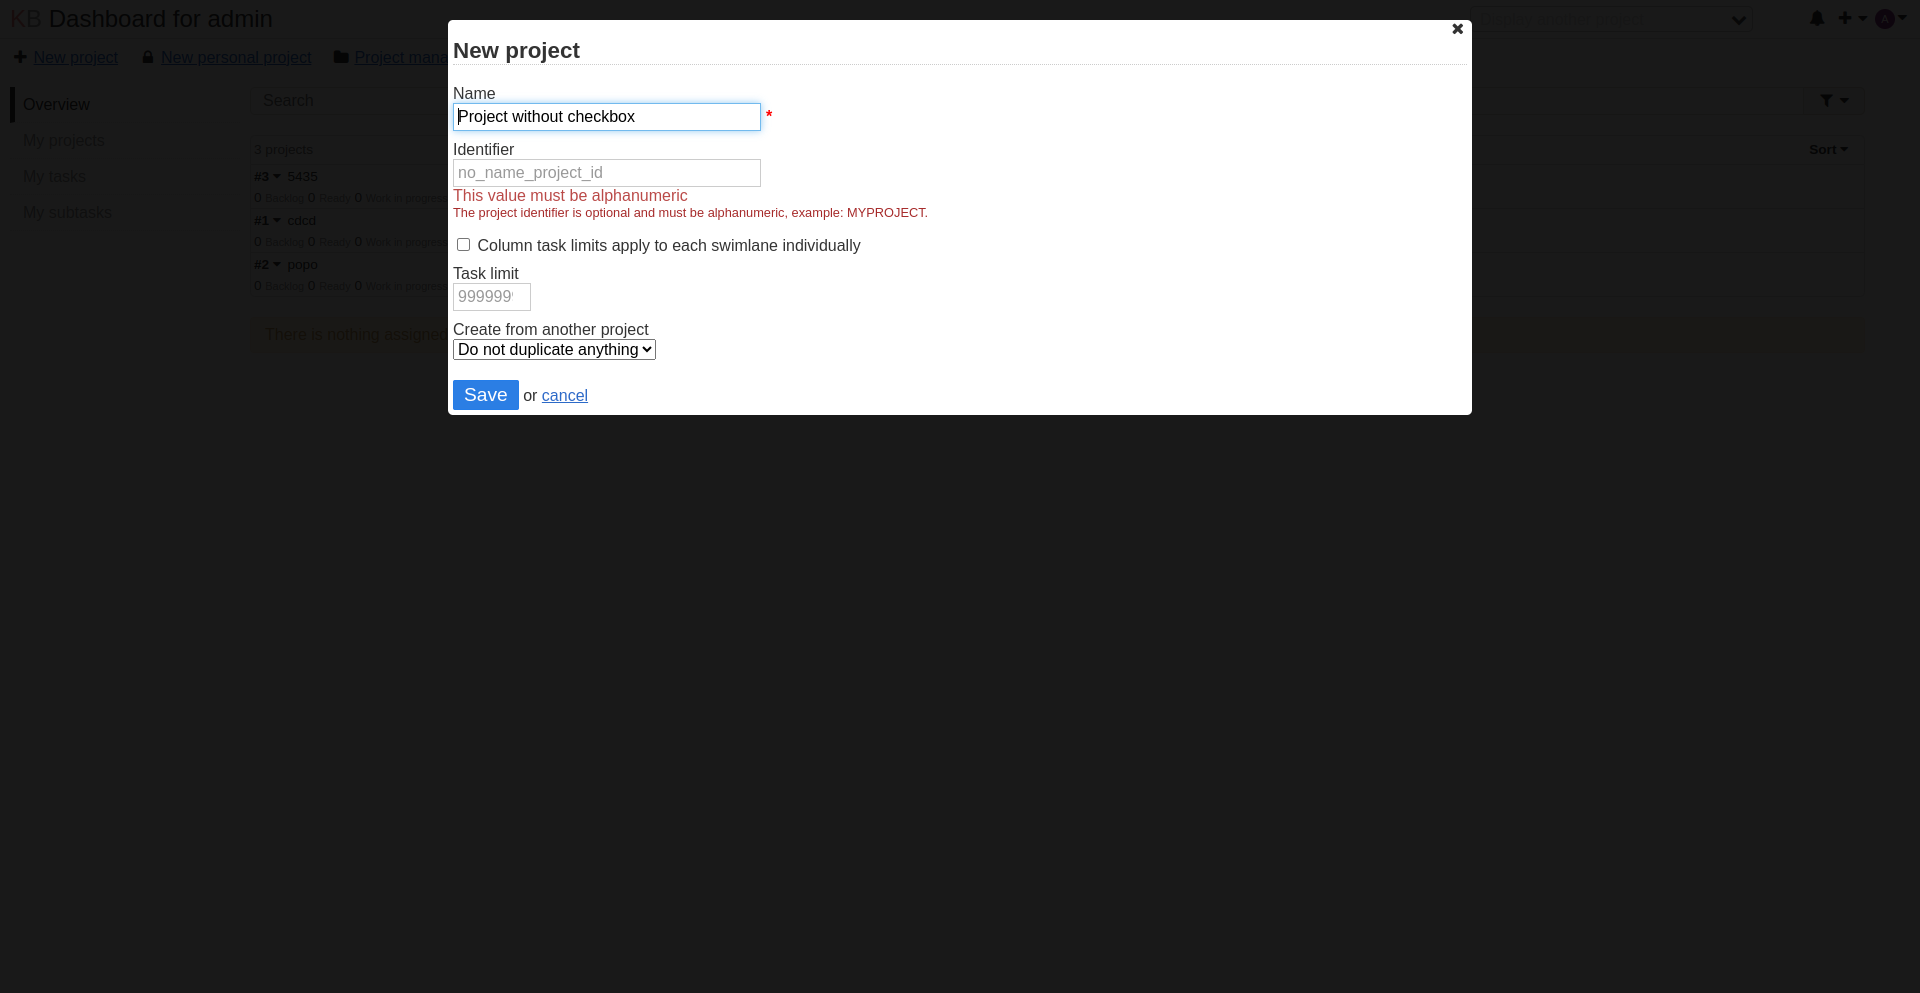 KB Dashboard for admin
New project
New personal project
Project mana
Overview
My projects
My tasks
My subtasks
Search
3 projects
Sort
#3 5435
0 Backlog 0 Ready 0 Work in progress
#1 cdcd
0 Backlog 0 Ready 0 Work in progress
#2 popo
0 Backlog 0 Ready 0 Work in progress
There is nothing assigned
A
New project
Name
Project without checkbox *
Identifier
no_name_project_id
This value must be alphanumeric
The project identifier is optional and must be alphanumeric, example: MYPROJECT.
Column task limits apply to each swimlane individually
Task limit
999999
Create from another project
Do not duplicate anything
Save or cancel